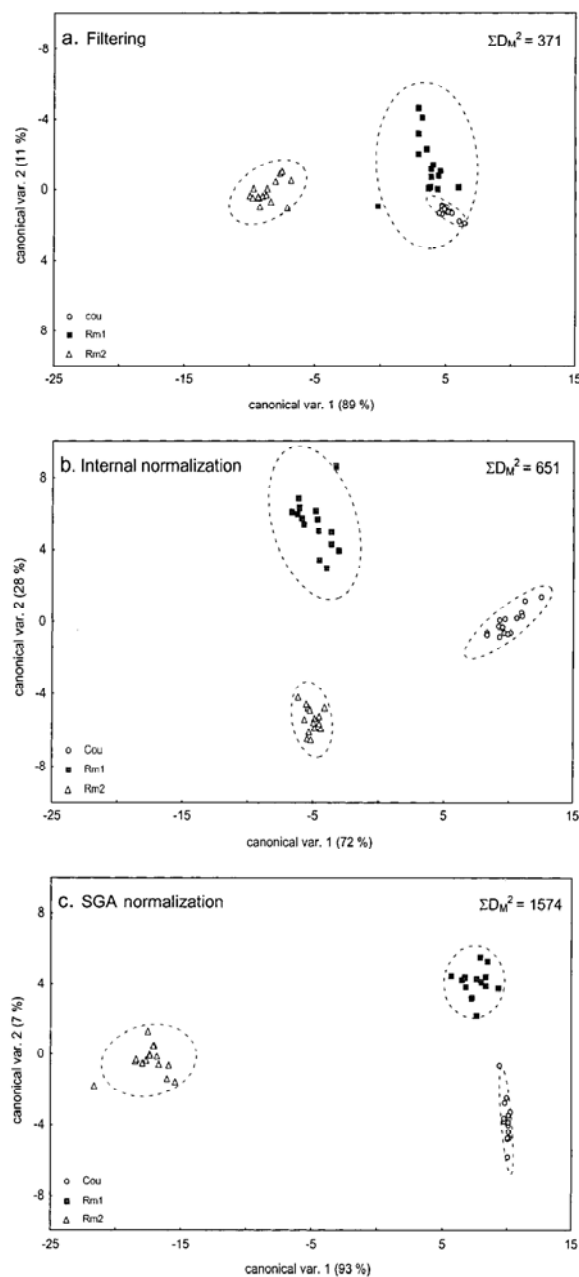 a. Filtering
ΣD_M² = 371
-8
-4
0
4
8
canonical var. 2 (11 %)
cou
Rm1
Rm2
-25
-15
-5
5
15
canonical var. 1 (89 %)
b. Internal normalization
ΣD_M² = 651
8
4
0
-4
-8
canonical var. 2 (28 %)
Cou
Rm1
Rm2
-25
-15
-5
5
15
canonical var. 1 (72 %)
c. SGA normalization
ΣD_M² = 1574
8
4
0
-4
-8
canonical var. 2 (7 %)
Cou
Rm1
Rm2
-25
-15
-5
5
15
canonical var. 1 (93 %)